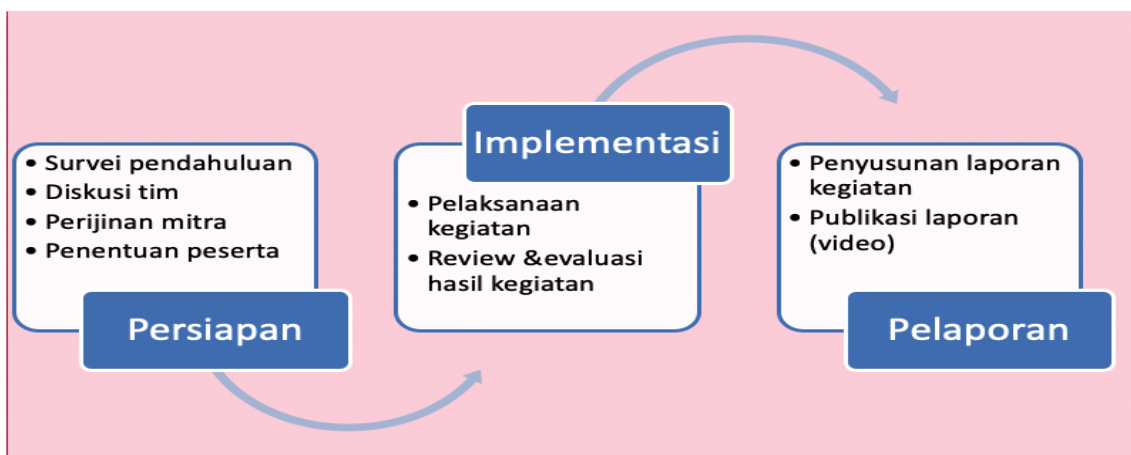 • Survei pendahuluan
• Diskusi tim
• Perijinan mitra
• Penentuan peserta
Persiapan
Implementasi
• Pelaksanaan
kegiatan
• Review &evaluasi
hasil kegiatan
• Penyusunan laporan
kegiatan
• Publikasi laporan
(video)
Pelaporan